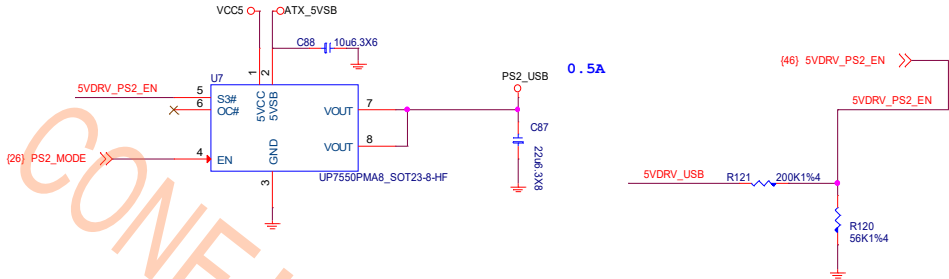 VCC5
ATX_5VSB
C88 10u6.3X6
PS2_USB
0.5A
{46} 5VDRV_PS2_EN
U7
1
2
5VDRV_PS2_EN
5
S3#
6
OC#
5VCC
5VSB
VOUT
7
VOUT
8
{26} PS2_MODE
4
EN
GND
3
UP7550PMA8_SOT23-8-HF
C87
22u6.3X8
5VDRV_PS2_EN
5VDRV_USB
R121
200K1%4
R120
56K1%4